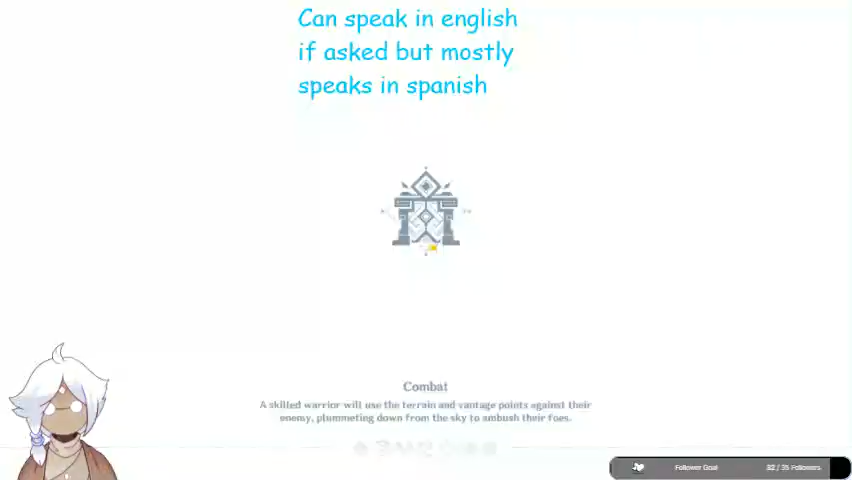 Can speak in english
if asked but mostly
speaks in spanish
Combat
A skilled warrior will use the terrain and vantage points against their
enemy, plummeting down from the sky to ambush their foes.
Follower Goal
32 / 35 Followers